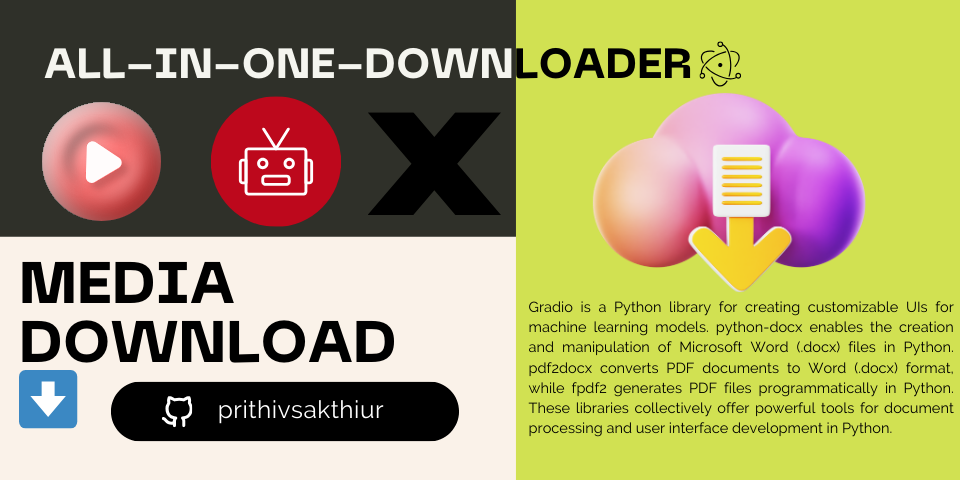 ALL-IN-ONE-DOWNLOADER
X
MEDIA
DOWNLOAD
prithivsakthiur
Gradio is a Python library for creating customizable UIs for
machine learning models. python-docx enables the creation
and manipulation of Microsoft Word (.docx) files in Python.
pdf2docx converts PDF documents to Word (.docx) format,
while fpdf2 generates PDF files programmatically in Python.
These libraries collectively offer powerful tools for document
processing and user interface development in Python.